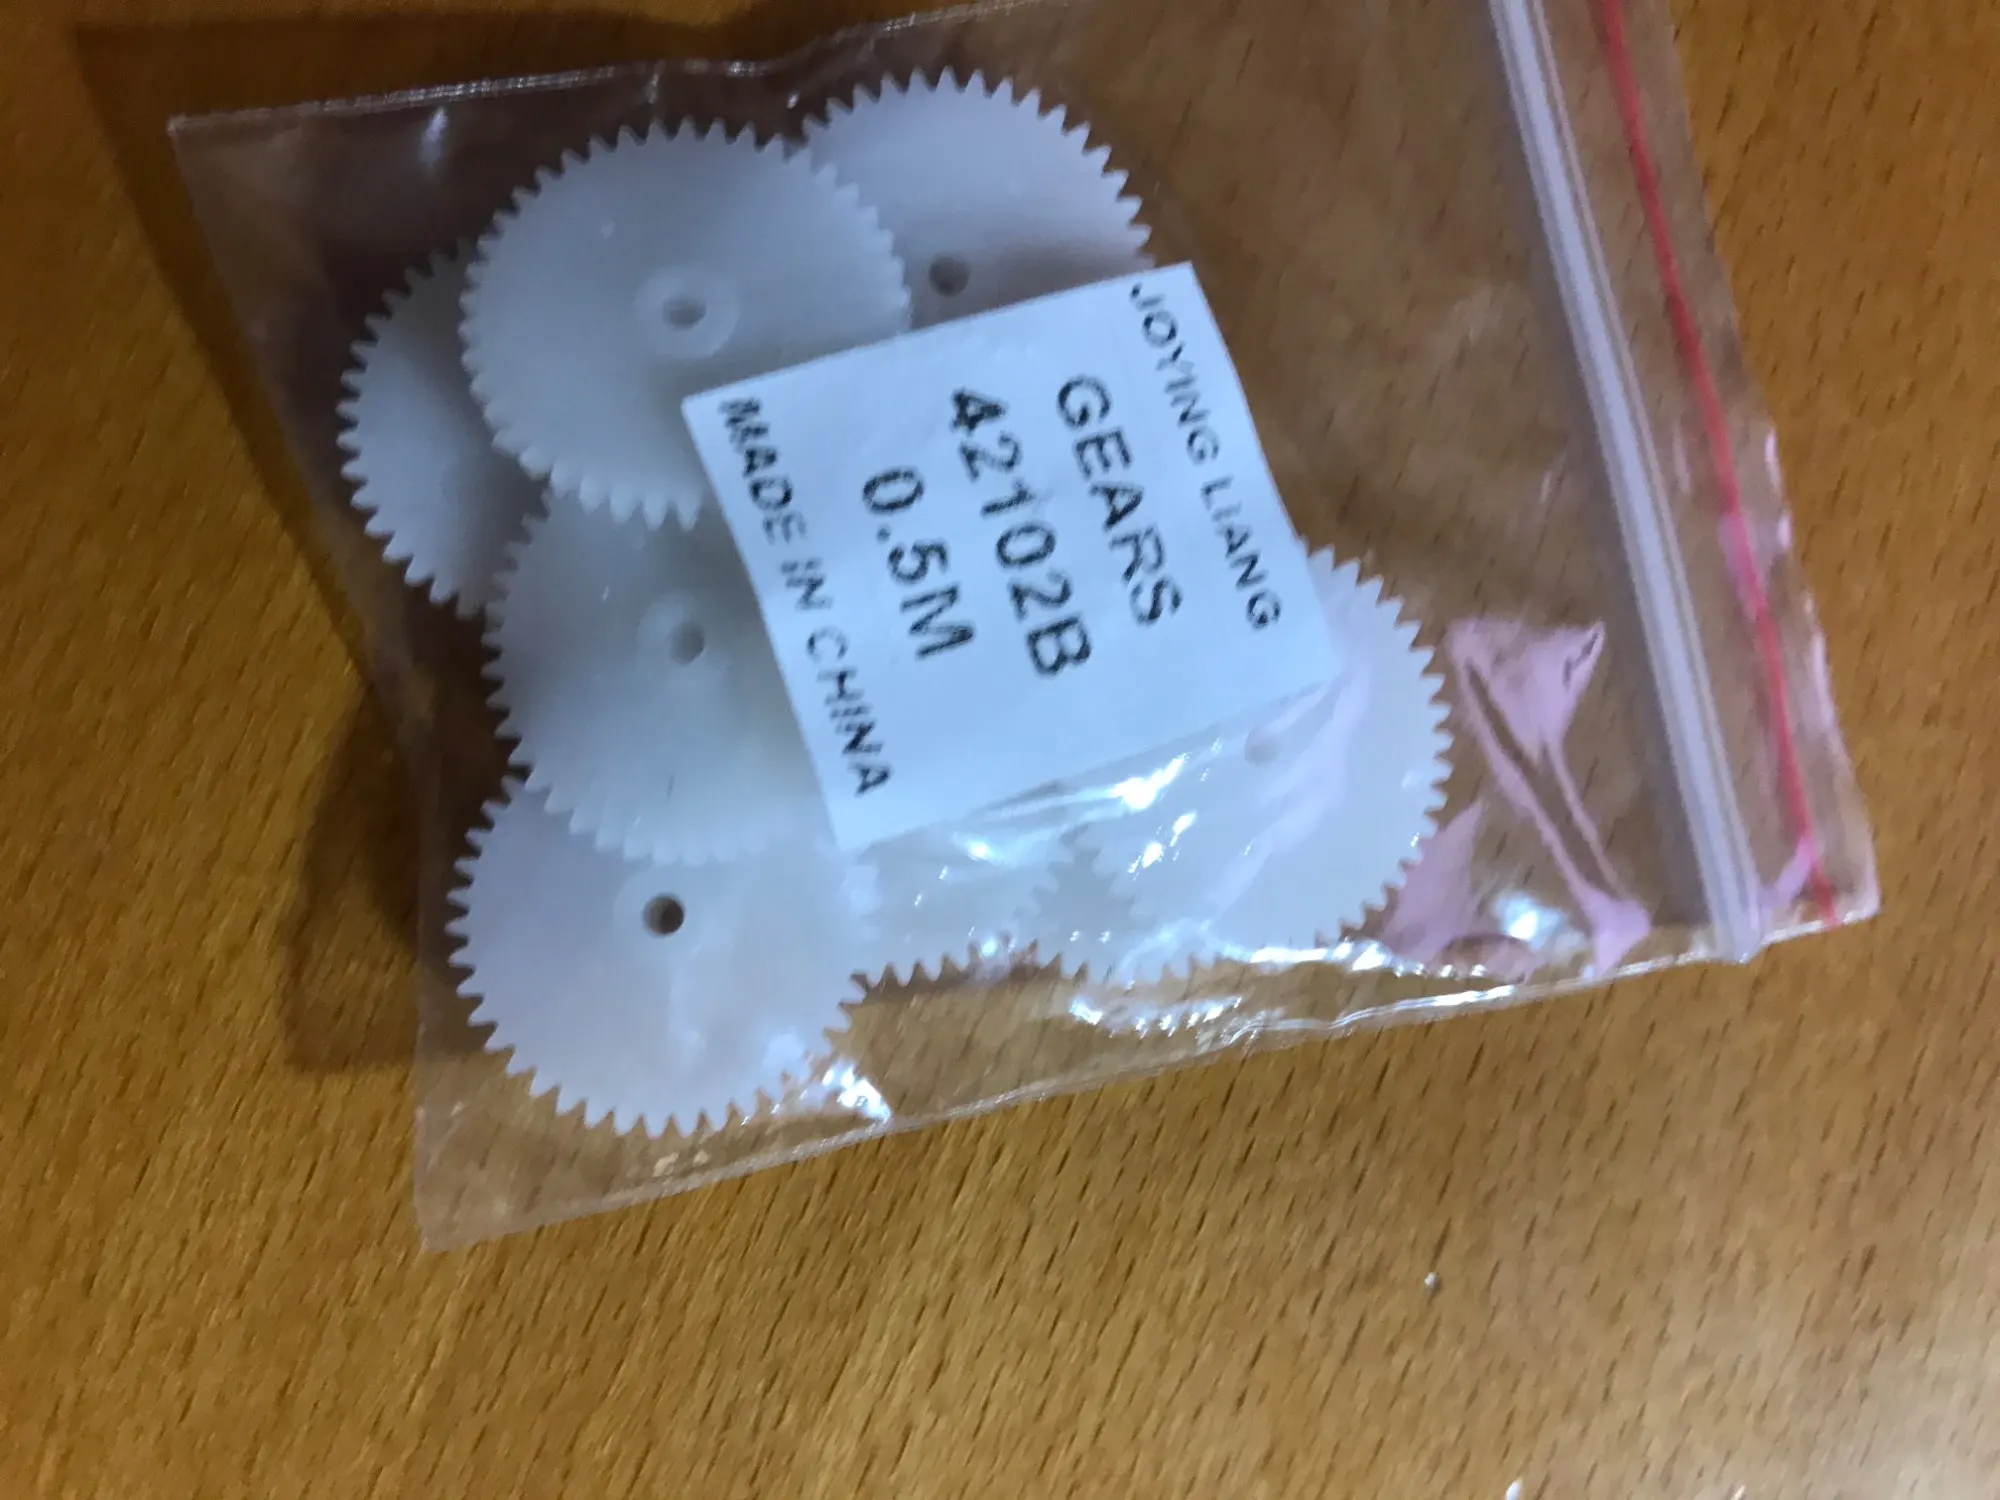 JOYING LIANG
GEARS
42102B
0.5M
MADE IN CHINA